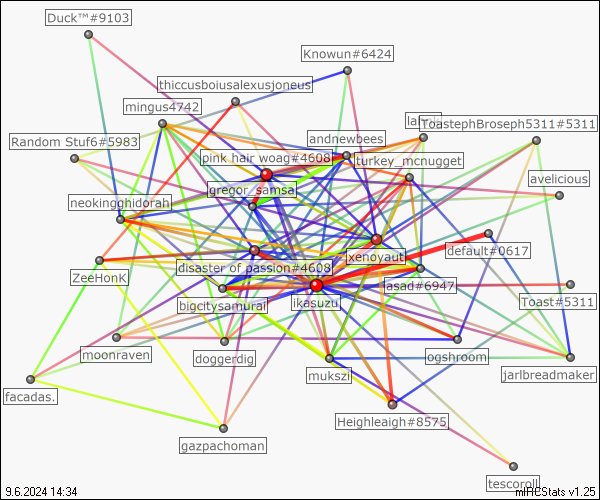 Duck™#9103
Knowun#6424
thiccusboiusalexusjoneus
mingus4742
ToastephBroseph5311#5311
andnewbees
Random Stuf6#5983
pink hair woag#4608
turkey_mcnugget
avelicious
gregor_samsa
neokingghidorah
default#0617
xenoyaut
disaster of passion#4608
ZeeHonK
asad#6947
bigcitysamurai
ikasuzu
Toast#5311
moonraven
doggerdig
ogshroom
mukszi
jarlbreadmaker
facadas.
Heighleaigh#8575
gazpachoman
tescoroll
9.6.2024 14:34
mIRCStats v1.25